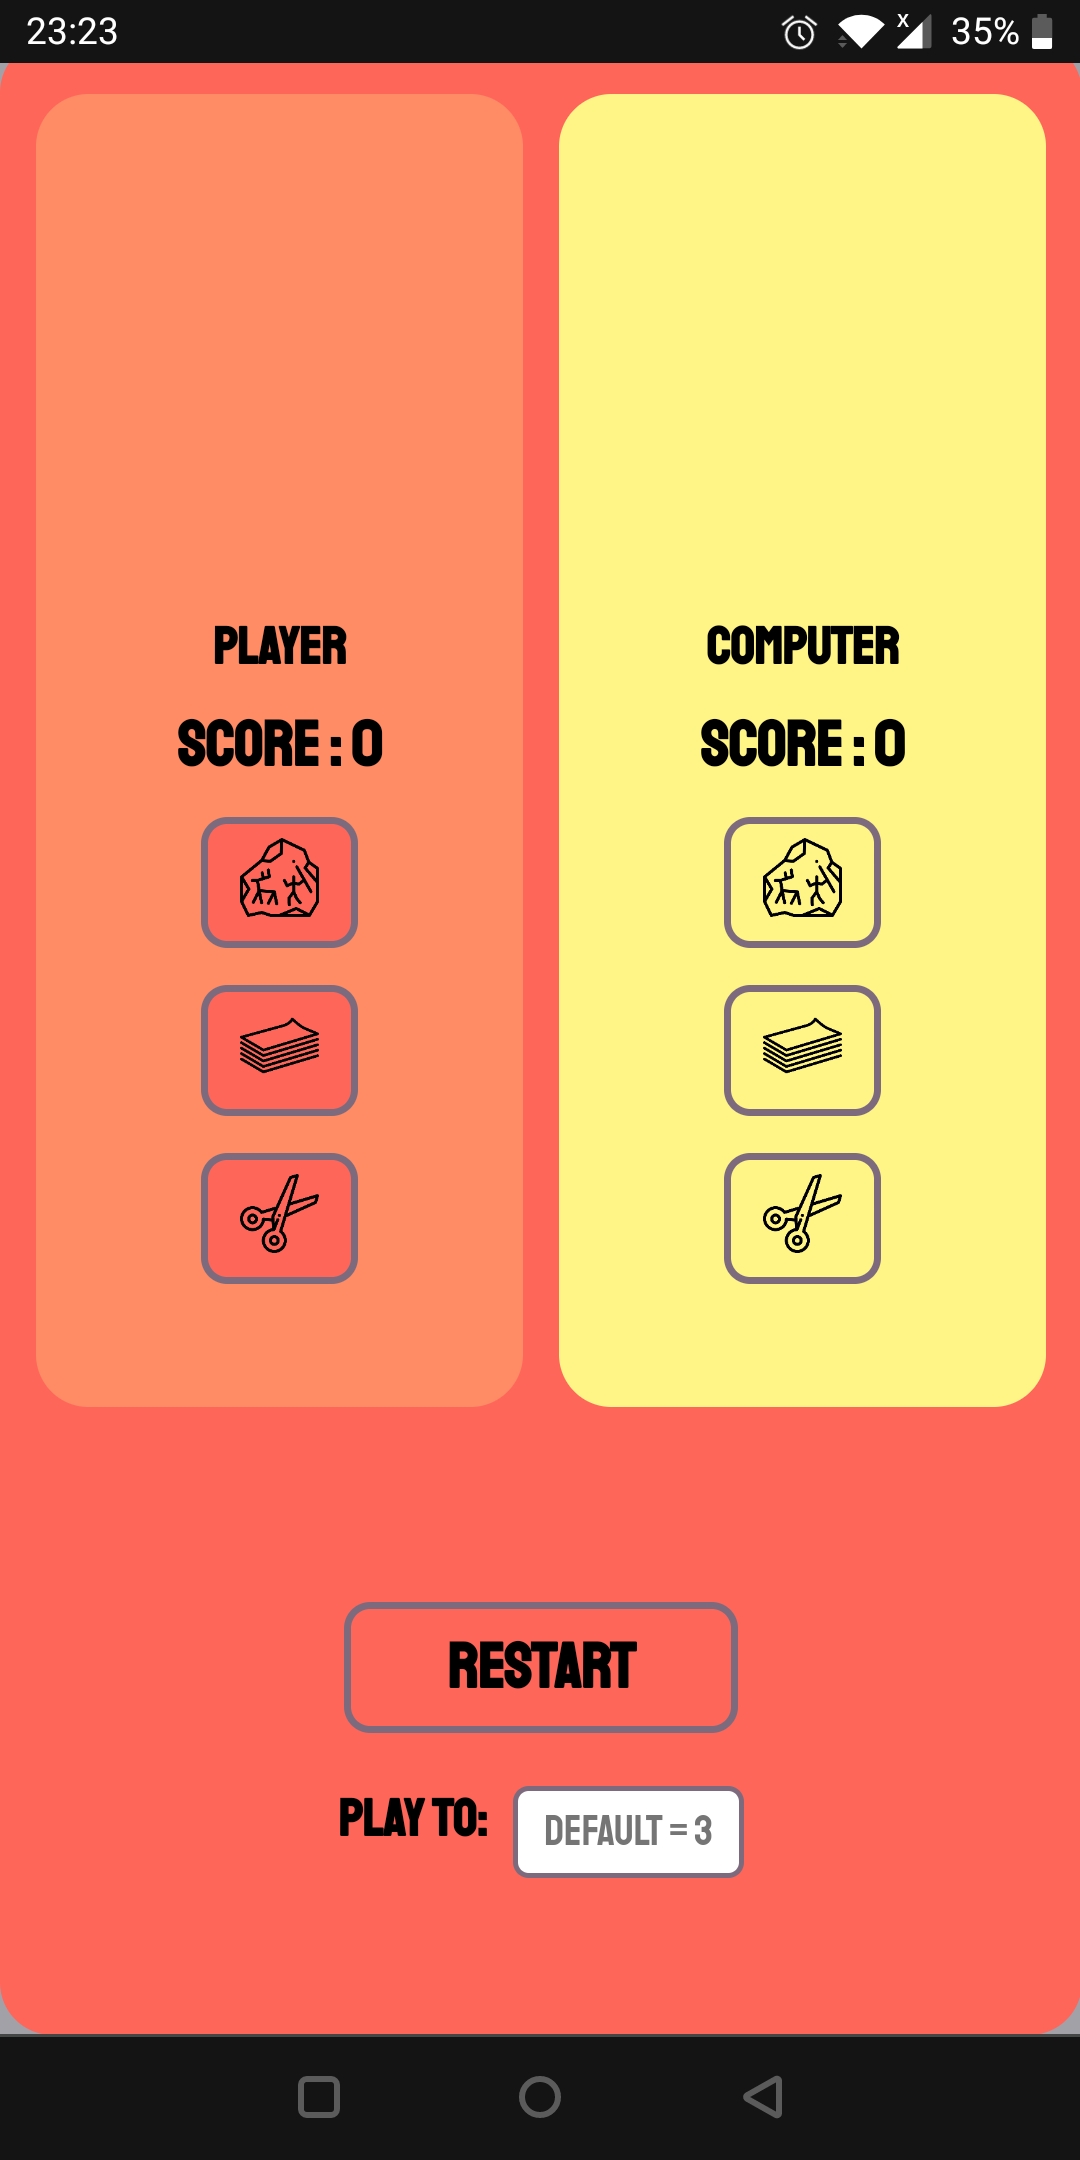 23:23
X
35%
PLAYER
SCORE : 0
COMPUTER
SCORE : 0
RESTART
PLAY TO:
DEFAULT = 3